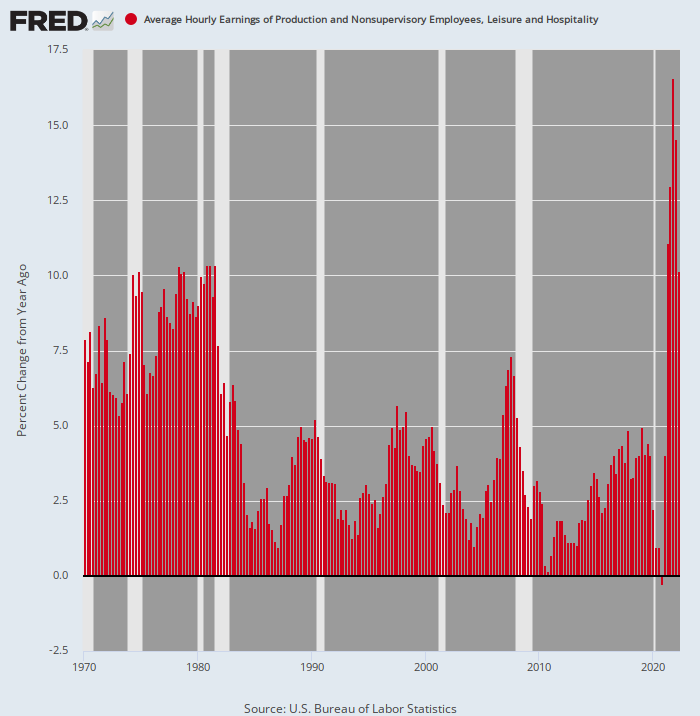 FRED
Average Hourly Earnings of Production and Nonsupervisory Employees, Leisure and Hospitality
17.5
15.0
12.5
10.0
7.5
5.0
2.5
0.0
-2.5
Percent Change from Year Ago
1970 1980 1990 2000 2010 2020
Source: U.S. Bureau of Labor Statistics